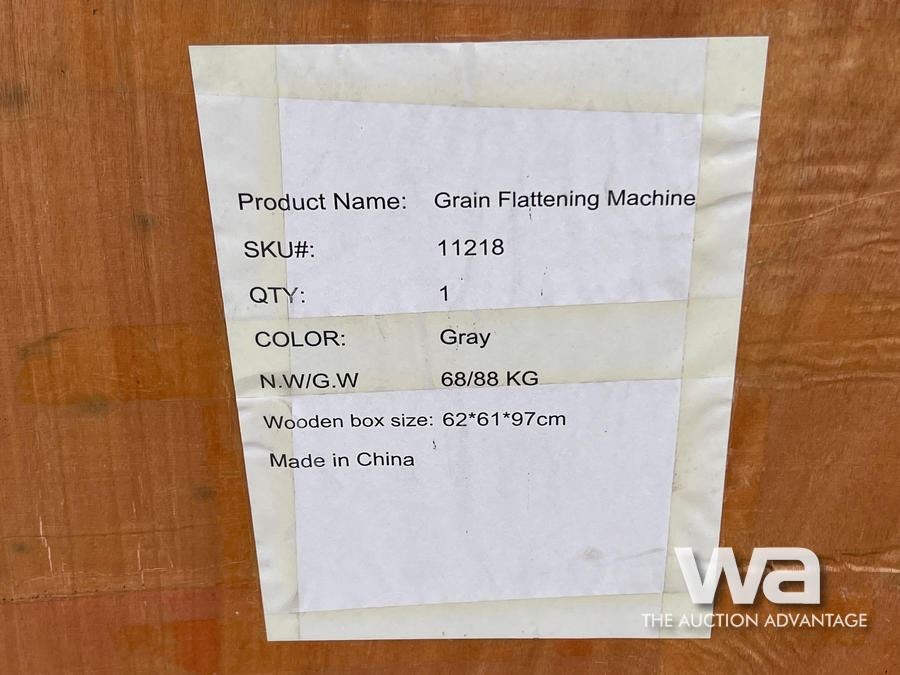 Product Name: Grain Flattening Machine
SKU#: 11218
QTY: 1
COLOR: Gray
N.W/G.W 68/88 KG
Wooden box size: 62*61*97cm
Made in China
wa
THE AUCTION ADVANTAGE